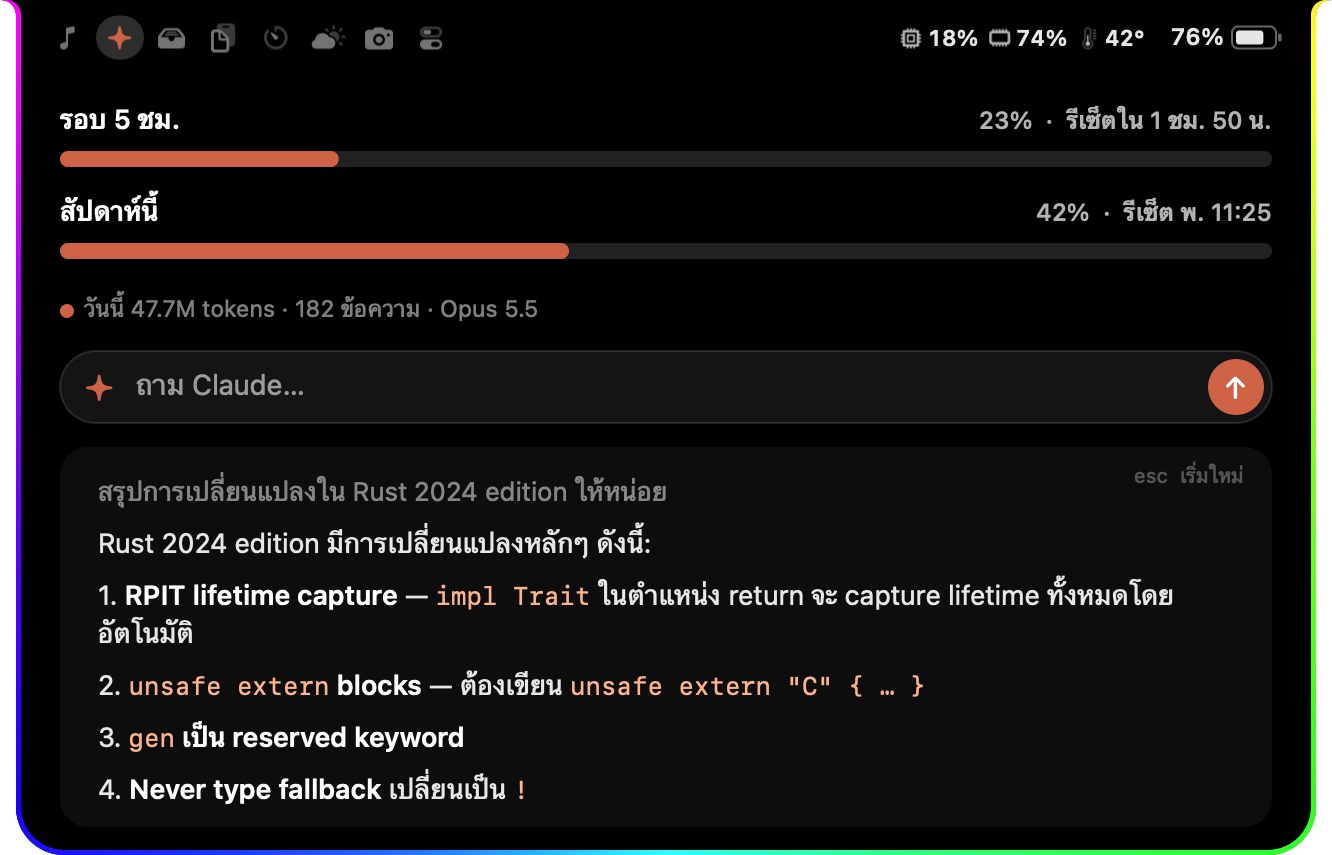 18% 74% 42° 76%
รอบ 5 ชม.
23% · รีเซ็ตใน 1 ชม. 50 น.
สัปดาห์นี้
42% · รีเซ็ต พ. 11:25
วันนี้ 47.7M tokens · 182 ข้อความ · Opus 5.5
ถาม Claude...
esc เริ่มใหม่
สรุปการเปลี่ยนแปลงใน Rust 2024 edition ให้หน่อย
Rust 2024 edition มีการเปลี่ยนแปลงหลักๆ ดังนี้:
1. RPIT lifetime capture — impl Trait ในตำแหน่ง return จะ capture lifetime ทั้งหมดโดย
อัตโนมัติ
2. unsafe extern blocks — ต้องเขียน unsafe extern "C" { … }
3. gen เป็น reserved keyword
4. Never type fallback เปลี่ยนเป็น !